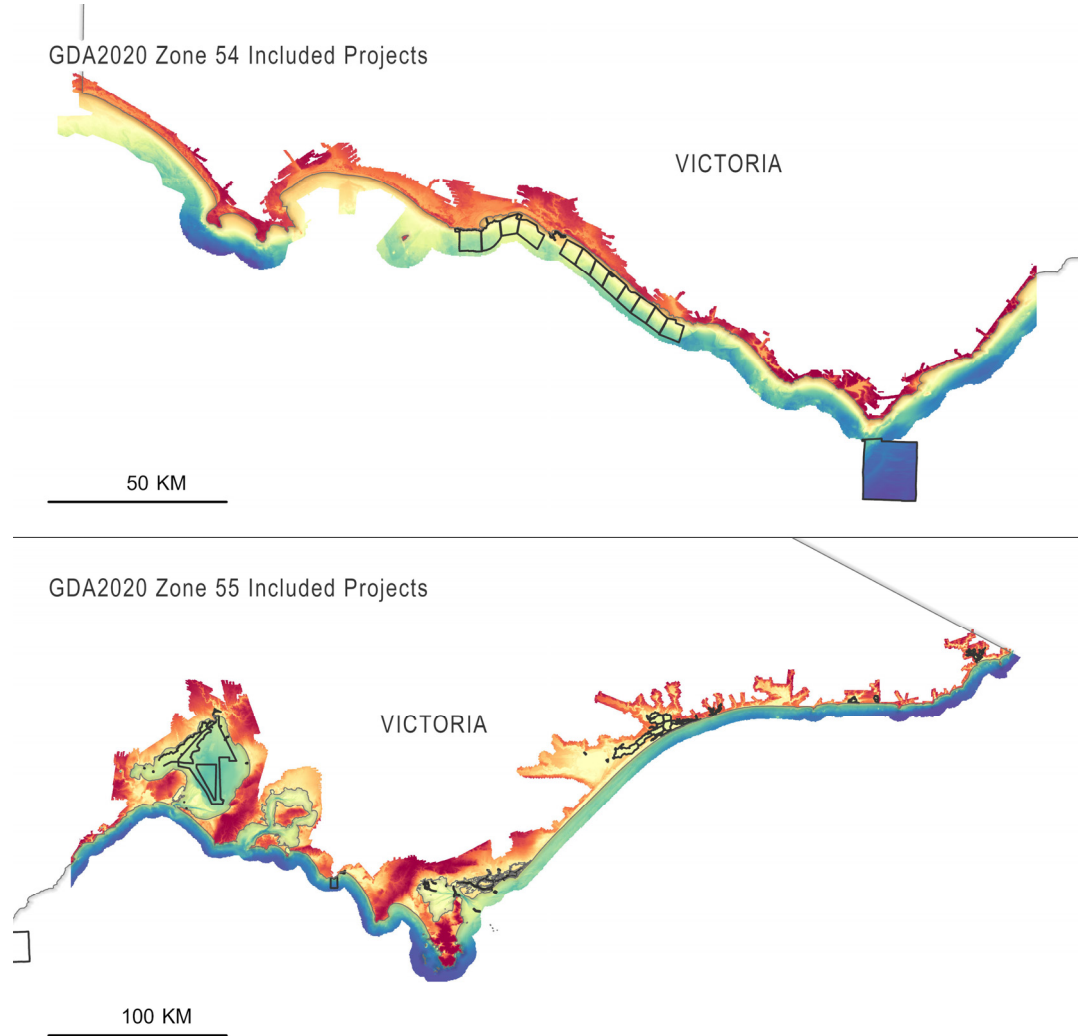 GDA2020 Zone 54 Included Projects
VICTORIA
50 KM
GDA2020 Zone 55 Included Projects
VICTORIA
100 KM